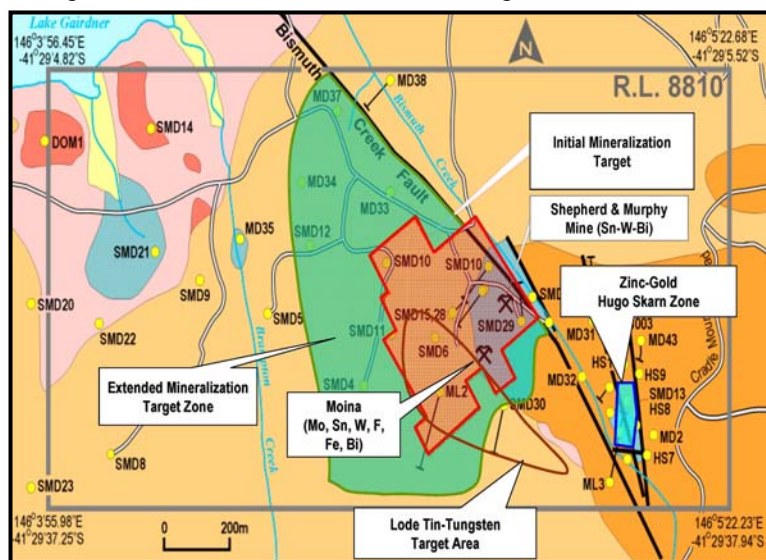 Lake Gairdner
146°3'56.45"E
-41°29'4.82"S
146°5'22.68"E
-41°29'5.52"S
N
R.L. 8810
Bismuth
Creek
Fault
Bismuth
Creek
MD38
MD37
DOM1
SMD14
Initial Mineralization
Target
MD34
MD33
Shepherd & Murphy
Mine (Sn-W-Bi)
SMD12
MD35
SMD21
SMD10
SMD10
Zinc-Gold
Hugo Skarn Zone
SMD9
SMD20
SMD5
SMD22
SMD15,28
SMD29
MD31
SMD11
SMD6
MD43
Brumpton
Creek
MD32
HS9
SMD13
HS8
Extended Mineralization
Target Zone
SMD4
ML2
Moina
(Mo, Sn, W, F,
Fe, Bi)
SMD30
MD2
HS7
SMD8
ML3
SMD23
Lode Tin-Tungsten
Target Area
146°3'55.98"E
-41°29'37.25"S
0 200m
146°5'22.23"E
-41°29'37.94"S